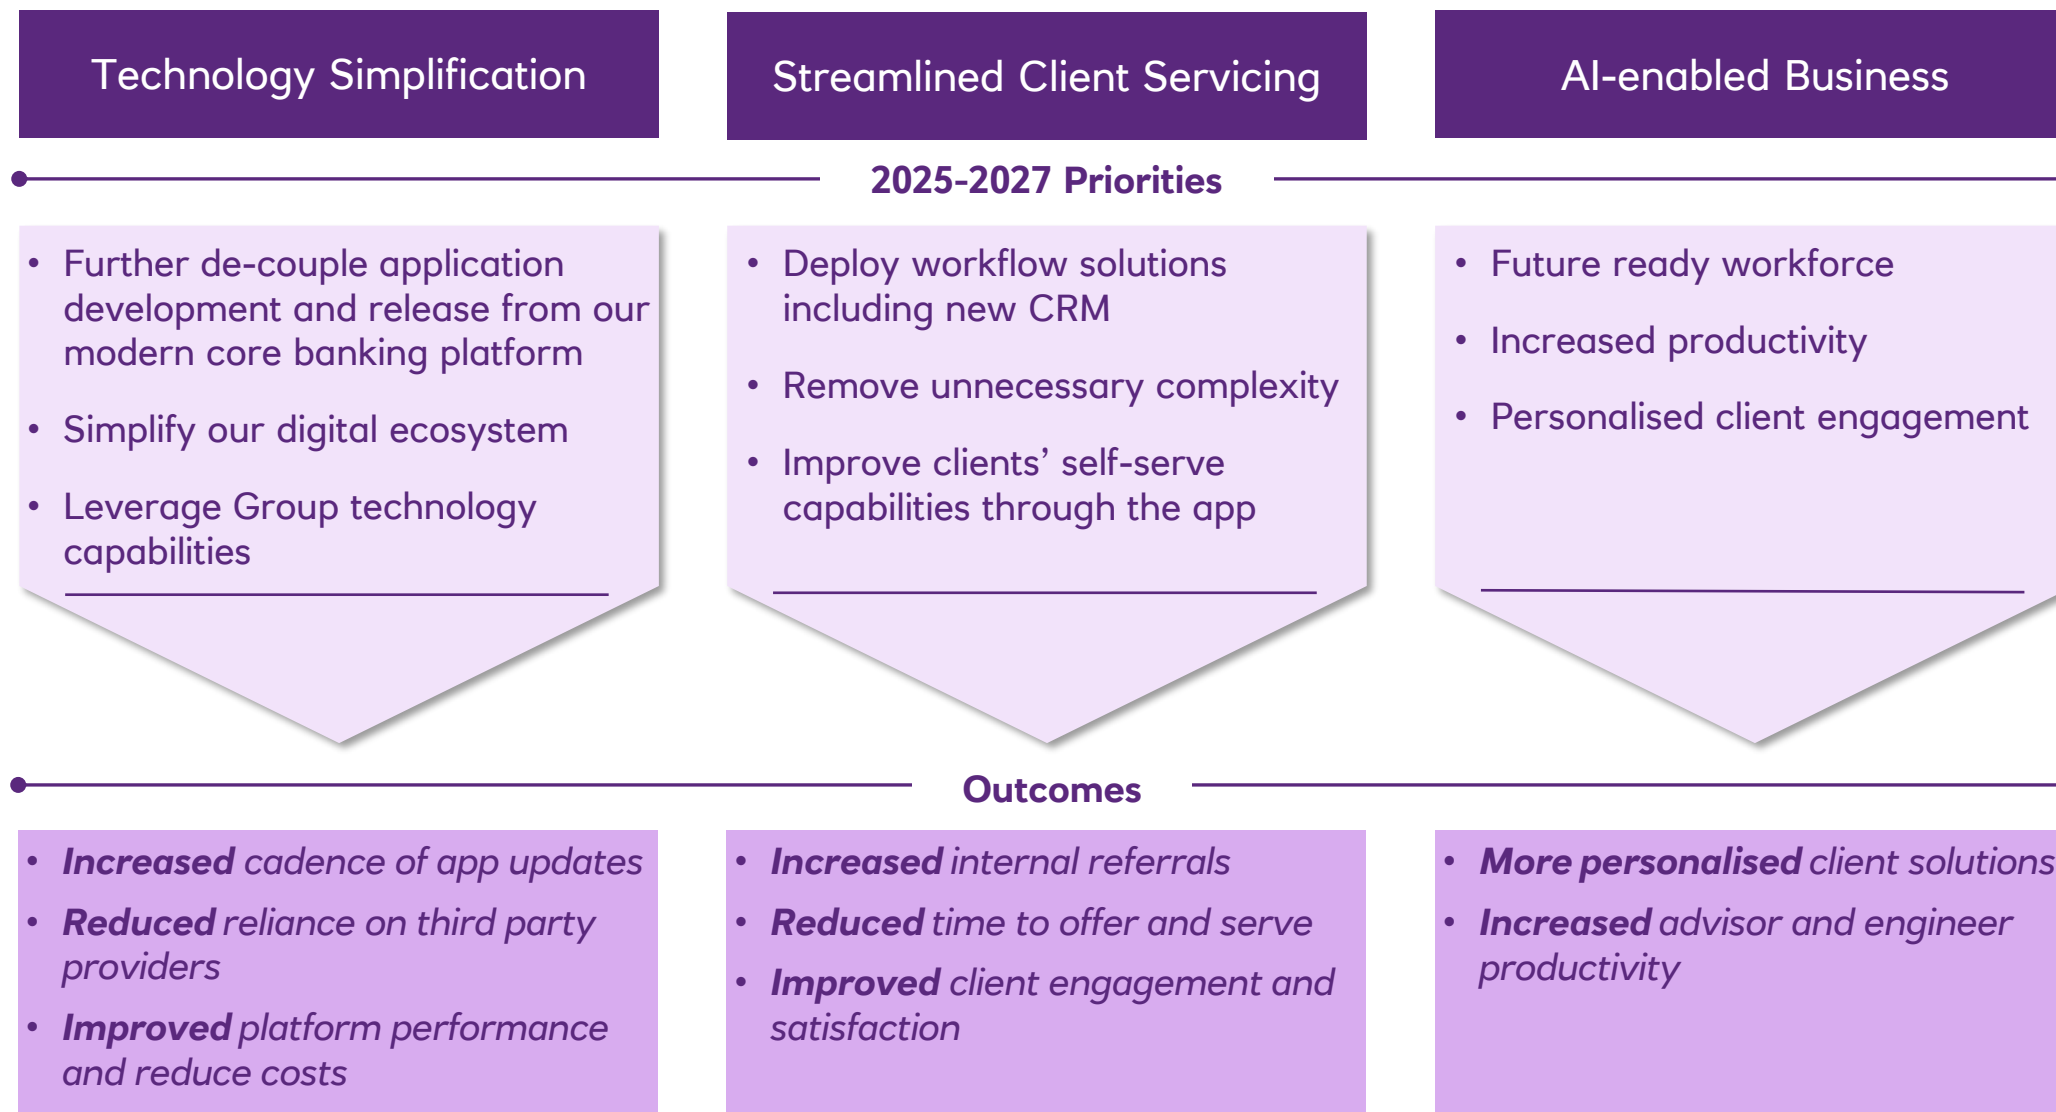 Technology Simplification
Streamlined Client Servicing
AI-enabled Business
2025-2027 Priorities
• Further de-couple application
development and release from our
modern core banking platform
• Simplify our digital ecosystem
• Leverage Group technology
capabilities
• Deploy workflow solutions
including new CRM
• Remove unnecessary complexity
• Improve clients’ self-serve
capabilities through the app
• Future ready workforce
• Increased productivity
• Personalised client engagement
Outcomes
• Increased cadence of app updates
• Reduced reliance on third party
providers
• Improved platform performance
and reduce costs
• Increased internal referrals
• Reduced time to offer and serve
• Improved client engagement and
satisfaction
• More personalised client solutions
• Increased advisor and engineer
productivity